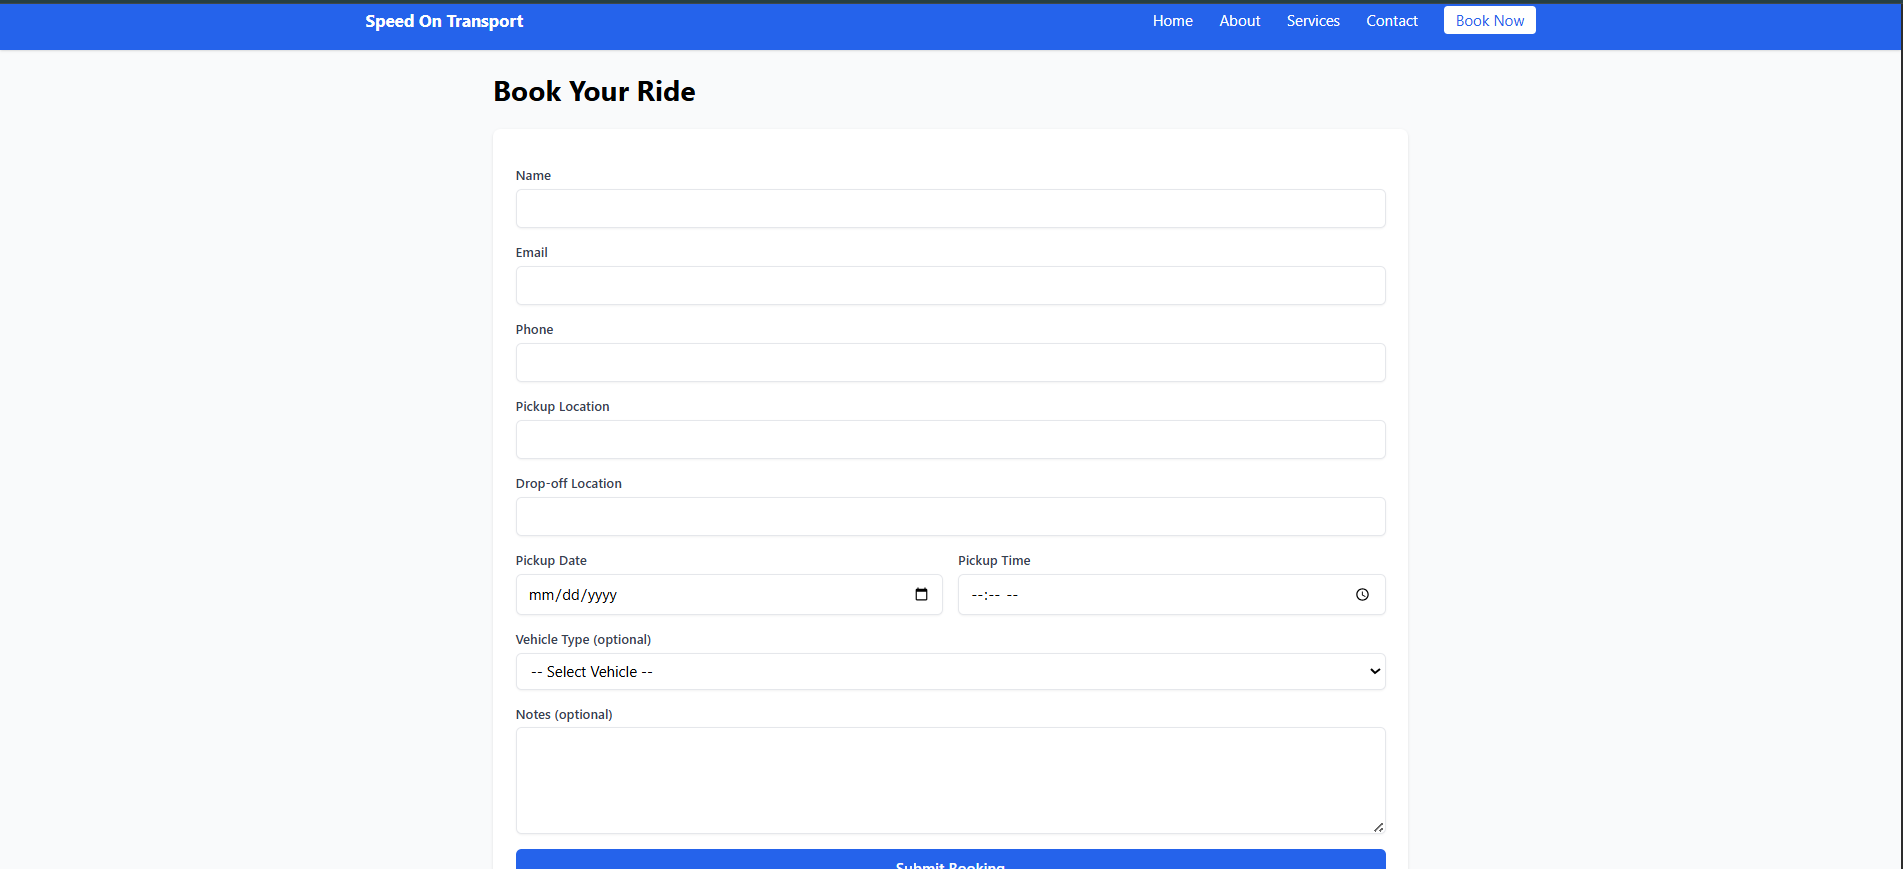 Speed On Transport Home About Services Contact Book Now
Book Your Ride
Name
Email
Phone
Pickup Location
Drop-off Location
Pickup Date Pickup Time
mm/dd/yyyy --:-- --
Vehicle Type (optional)
-- Select Vehicle --
Notes (optional)
Submit Booking